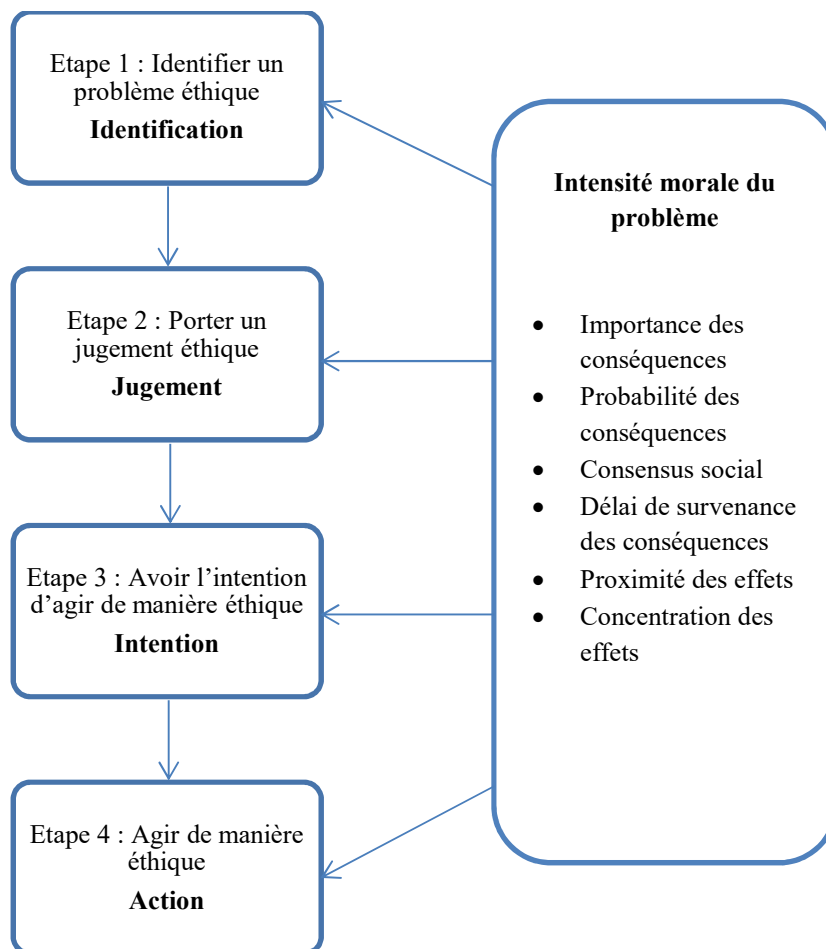 Etape 1 : Identifier un
problème éthique
Identification
Etape 2 : Porter un
jugement éthique
Jugement
Etape 3 : Avoir l’intention
d’agir de manière éthique
Intention
Etape 4 : Agir de manière
éthique
Action
Intensité morale du
problème
• Importance des
conséquences
• Probabilité des
conséquences
• Consensus social
• Délai de survenance
des conséquences
• Proximité des effets
• Concentration des
effets